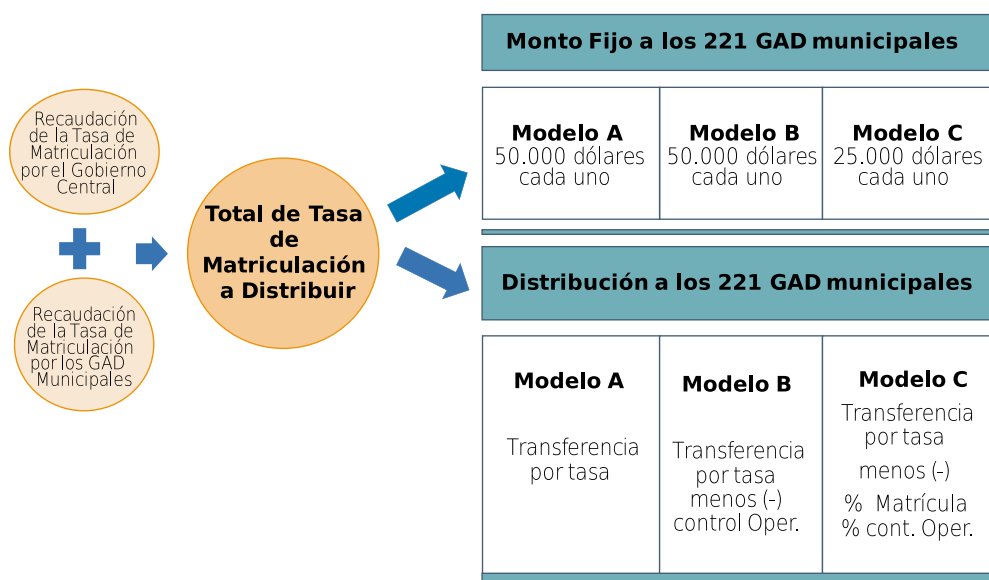 Recaudación
de la Tasa de
Matriculación
por el Gobierno
Central
Recaudación
de la Tasa de
Matriculación
por los GAD
Municipales
Total de Tasa
de
Matriculación
a Distribuir
Monto Fijo a los 221 GAD municipales
Modelo A
50.000 dólares
cada uno
Modelo B
50.000 dólares
cada uno
Modelo C
25.000 dólares
cada uno
Distribución a los 221 GAD municipales
Modelo A
Transferencia
por tasa
Modelo B
Transferencia
por tasa
menos (-)
control Oper.
Modelo C
Transferencia
por tasa
menos (-)
% Matrícula
% cont. Oper.